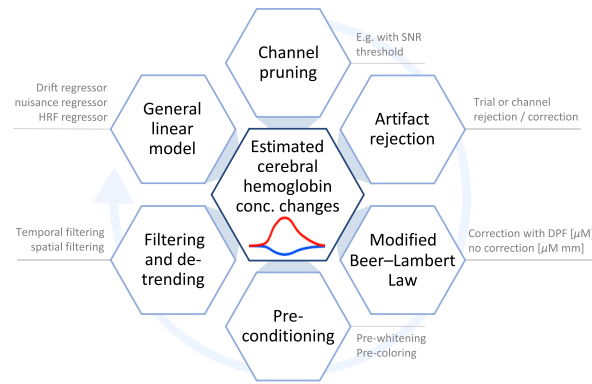 Channel
pruning
E.g. with SNR
threshold
Artifact
rejection
Trial or channel
rejection / correction
Modified
Beer–Lambert
Law
Correction with DPF [μM]
no correction [μM mm]
Pre-
conditioning
Pre-whitening
Pre-coloring
Filtering
and de-
trending
Temporal filtering
spatial filtering
General
linear
model
Drift regressor
nuisance regressor
HRF regressor
Estimated
cerebral
hemoglobin
conc. changes